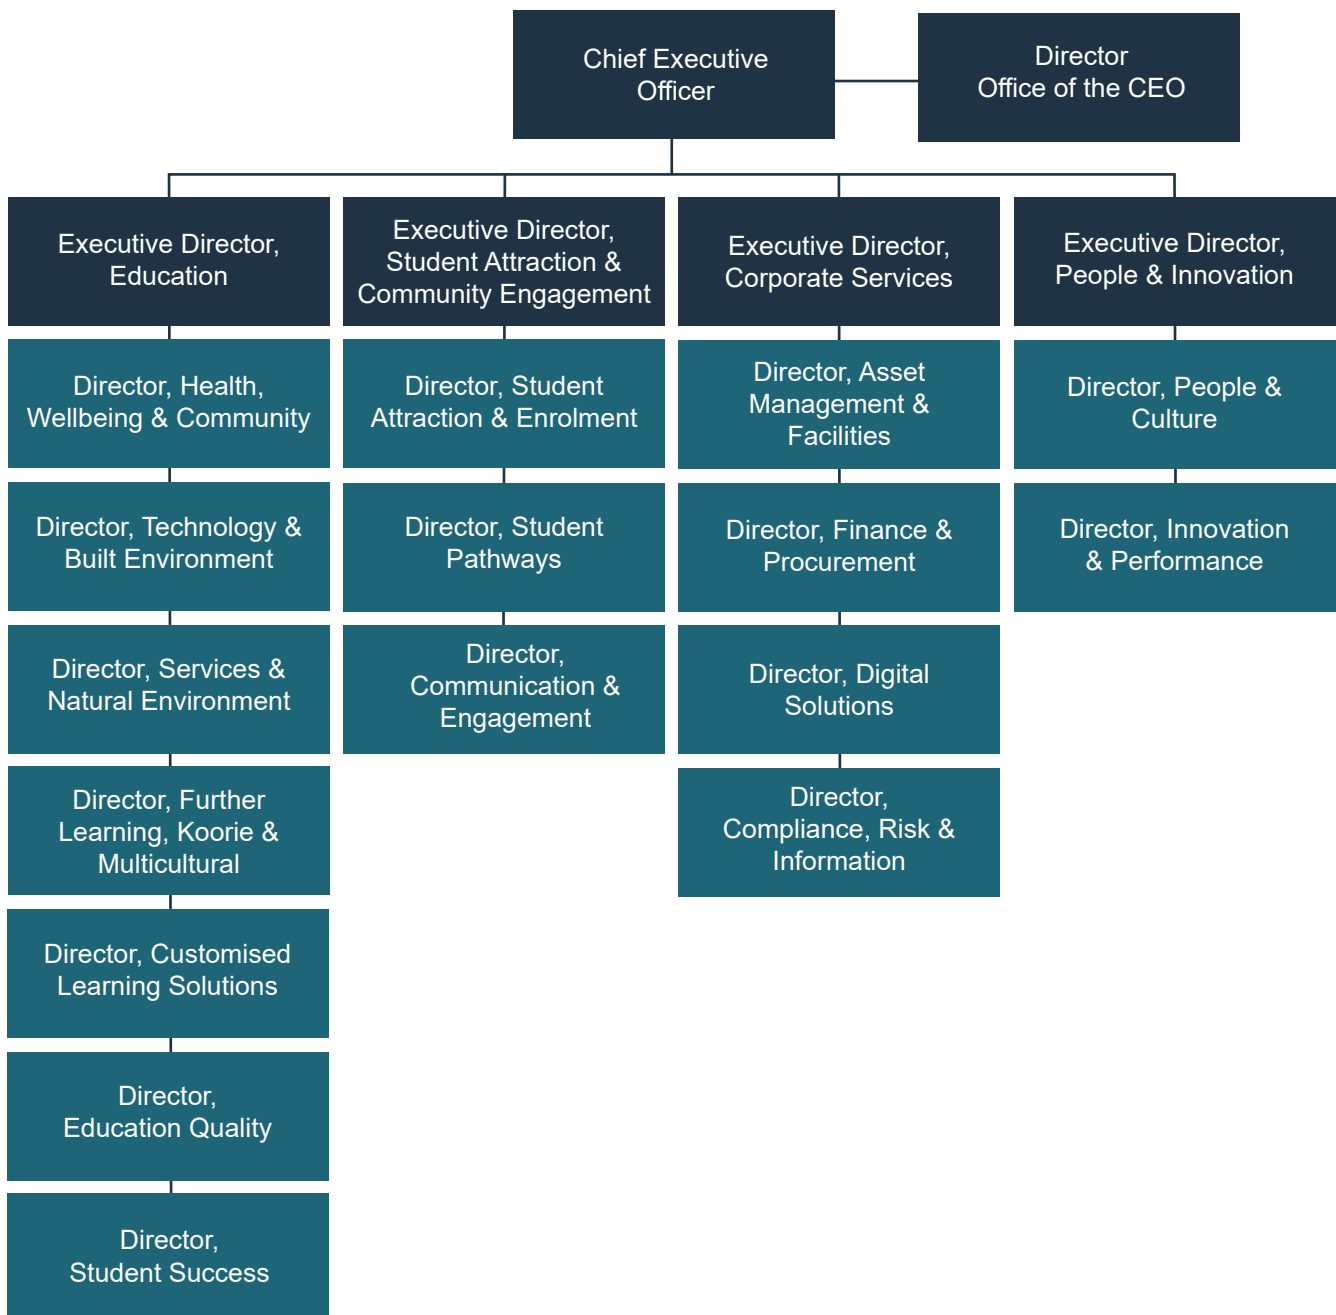 Chief Executive
Officer
Director
Office of the CEO
Executive Director,
Education
Executive Director,
Student Attraction &
Community Engagement
Executive Director,
Corporate Services
Executive Director,
People & Innovation
Director, Health,
Wellbeing & Community
Director, Technology &
Built Environment
Director, Services &
Natural Environment
Director, Further
Learning, Koorie &
Multicultural
Director, Customised
Learning Solutions
Director,
Education Quality
Director,
Student Success
Director, Student
Attraction & Enrolment
Director, Student
Pathways
Director,
Communication &
Engagement
Director, Asset
Management &
Facilities
Director, Finance &
Procurement
Director, Digital
Solutions
Director,
Compliance, Risk &
Information
Director, People &
Culture
Director, Innovation
& Performance